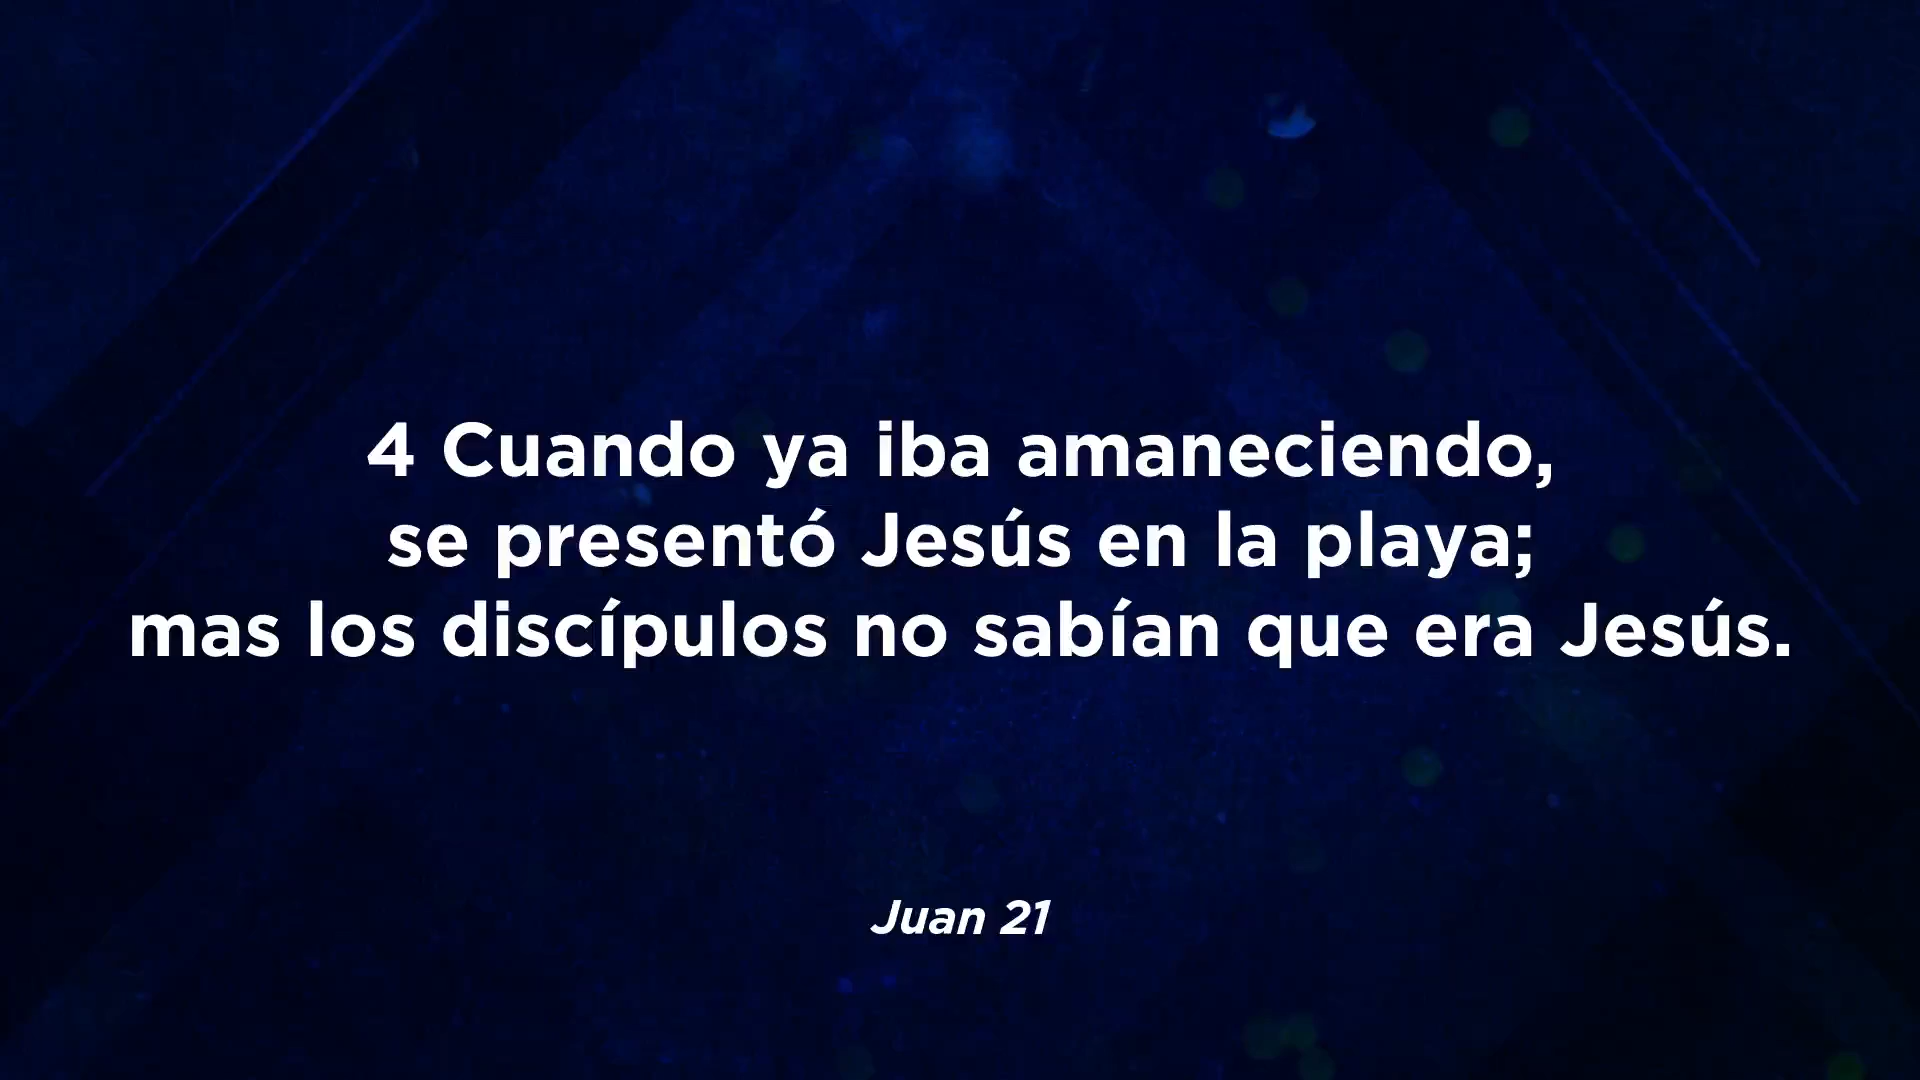 4 Cuando ya iba amaneciendo,
se presentó Jesús en la playa;
mas los discípulos no sabían que era Jesús.
Juan 21